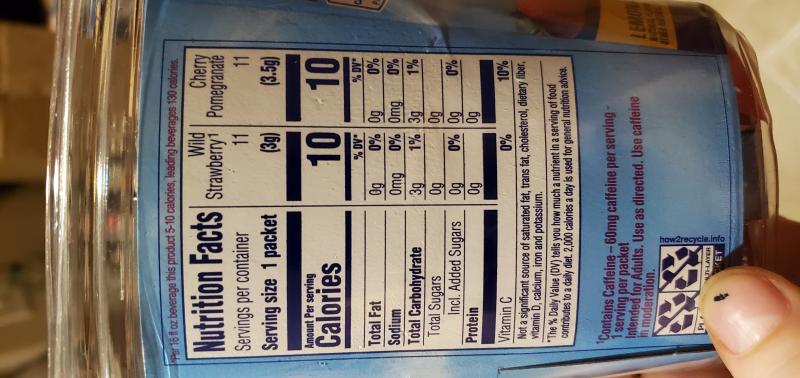 *Per 16 fl oz beverage this product 5-10 calories, leading beverages 130 calories.
Nutrition Facts Wild Strawberry¹ Cherry Pomegranate
Servings per container 11 11
Serving size 1 packet (3g) (3.5g)
Amount Per serving
Calories 10 10
% DV* % DV*
Total Fat 0g 0% 0g 0%
Sodium 0mg 0% 0mg 0%
Total Carbohydrate 3g 1% 3g 1%
Total Sugars 0g 0g
Incl. Added Sugars 0g 0% 0g 0%
Protein 0g 0g
Vitamin C 0% 10%
Not a significant source of saturated fat, trans fat, cholesterol, dietary fiber,
vitamin D, calcium, iron and potassium.
*The % Daily Value (DV) tells you how much a nutrient in a serving of food
contributes to a daily diet. 2,000 calories a day is used for general nutrition advice.
¹Contains Caffeine – 60mg caffeine per serving -
1 serving per packet
Intended for Adults. Use as directed. Use caffeine
in moderation.
how2recycle.info
LEMON